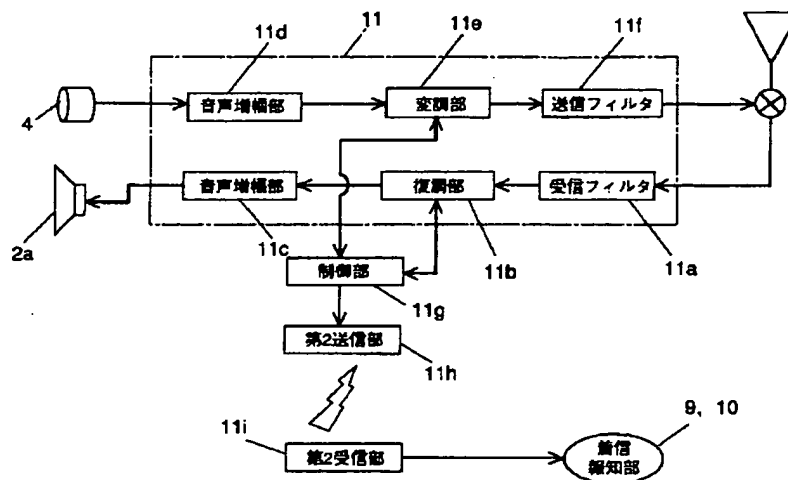 11d
11
11e
11f
4
音声増幅部
変調部
送信フィルタ
音声増幅部
復調部
受信フィルタ
2a
11c
11b
11a
制御部
11g
第2送信部
11h
11i
第2受信部
9、10
着信
報知部